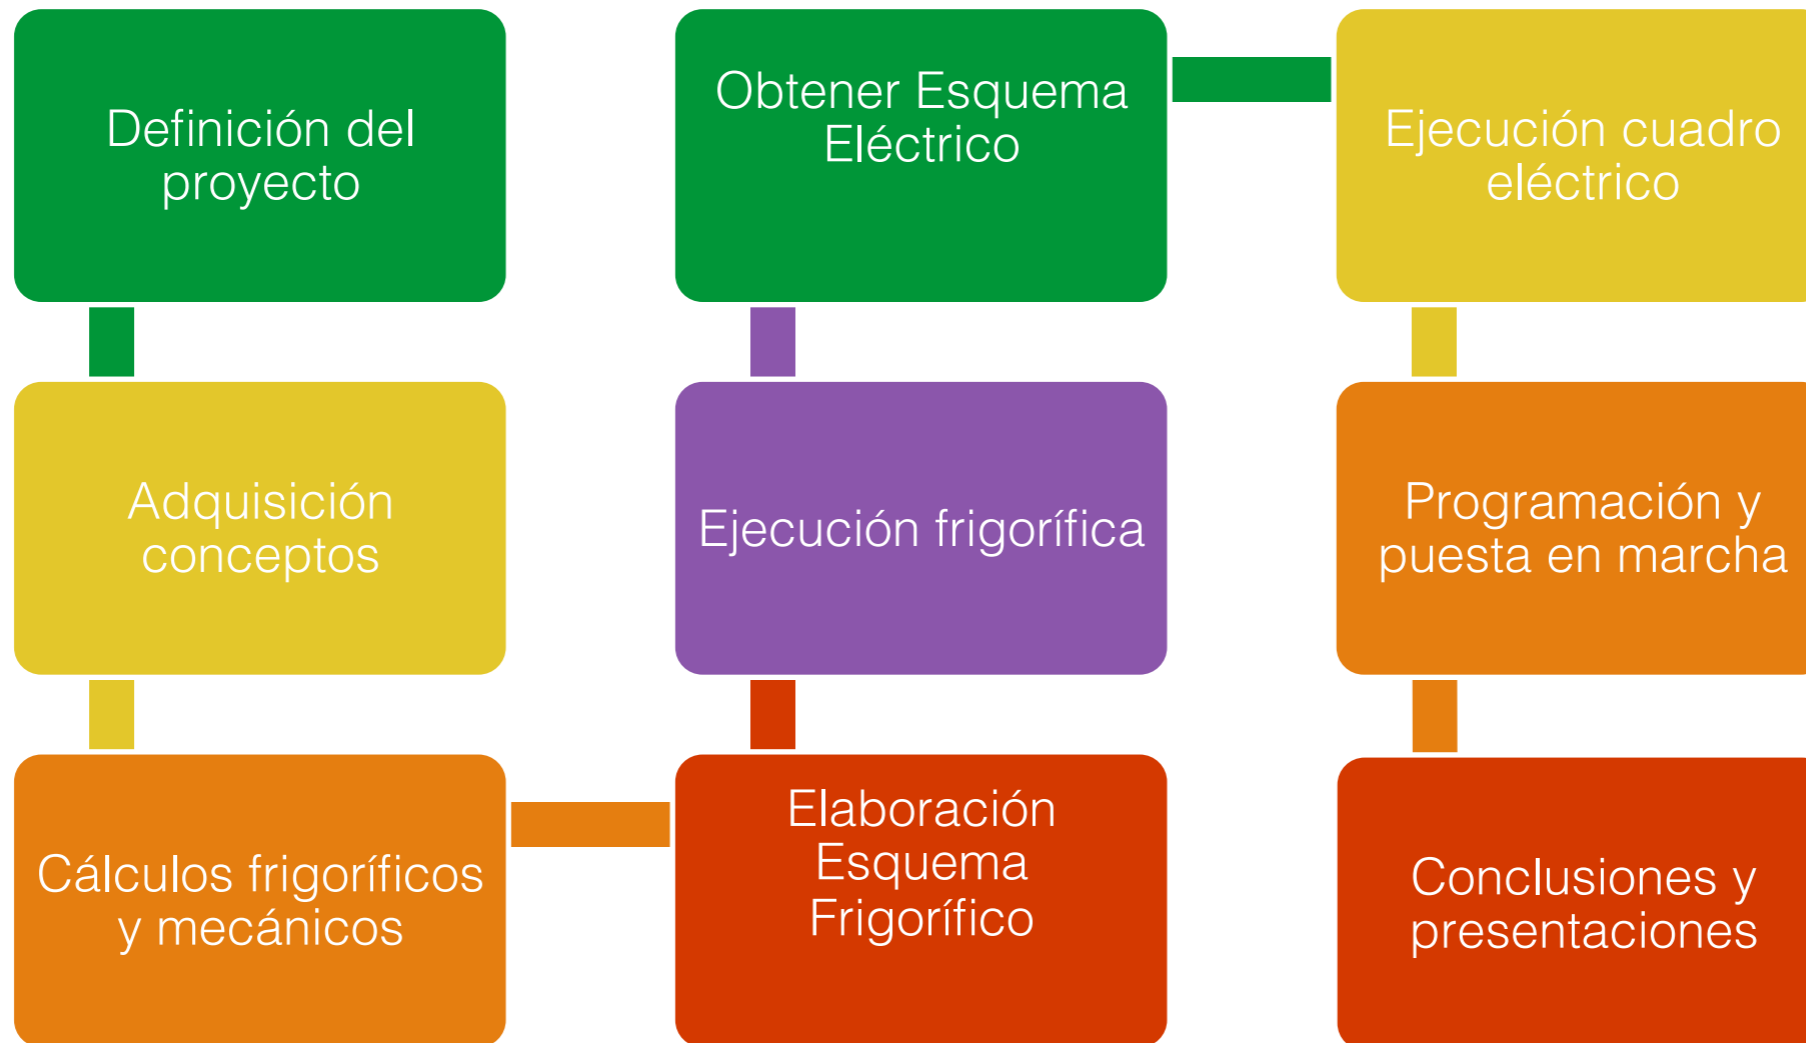 Definición del
proyecto
Adquisición
conceptos
Cálculos frigoríficos
y mecánicos
Elaboración
Esquema
Frigorífico
Ejecución frigorífica
Obtener Esquema
Eléctrico
Ejecución cuadro
eléctrico
Programación y
puesta en marcha
Conclusiones y
presentaciones